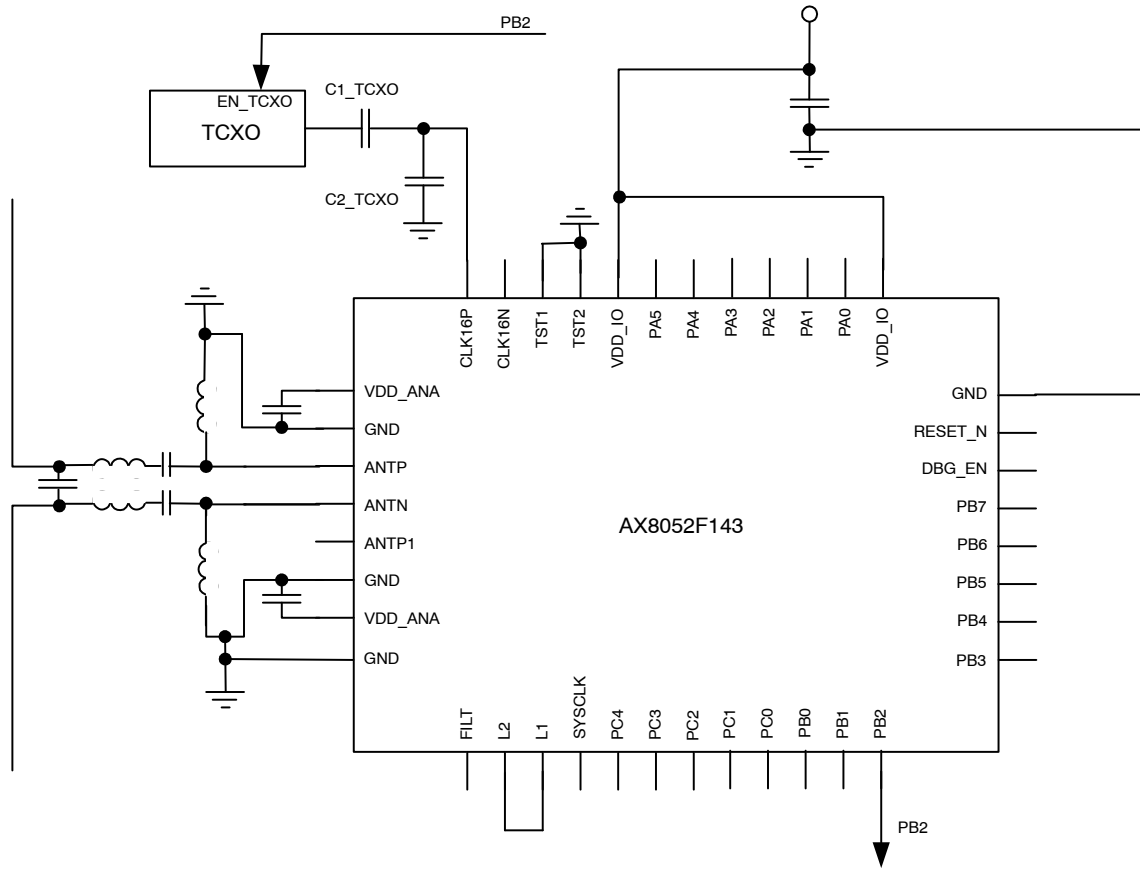 PB2
C1_TCXO
EN_TCXO
TCXO
C2_TCXO
CLK16P
CLK16N
TST1
TST2
VDD_IO
PA5
PA4
PA3
PA2
PA1
PA0
VDD_IO
VDD_ANA
GND
ANTP
ANTN
ANTP1
GND
VDD_ANA
GND
AX8052F143
GND
RESET_N
DBG_EN
PB7
PB6
PB5
PB4
PB3
FILT
L2
L1
SYSCLK
PC4
PC3
PC2
PC1
PC0
PB0
PB1
PB2
PB2